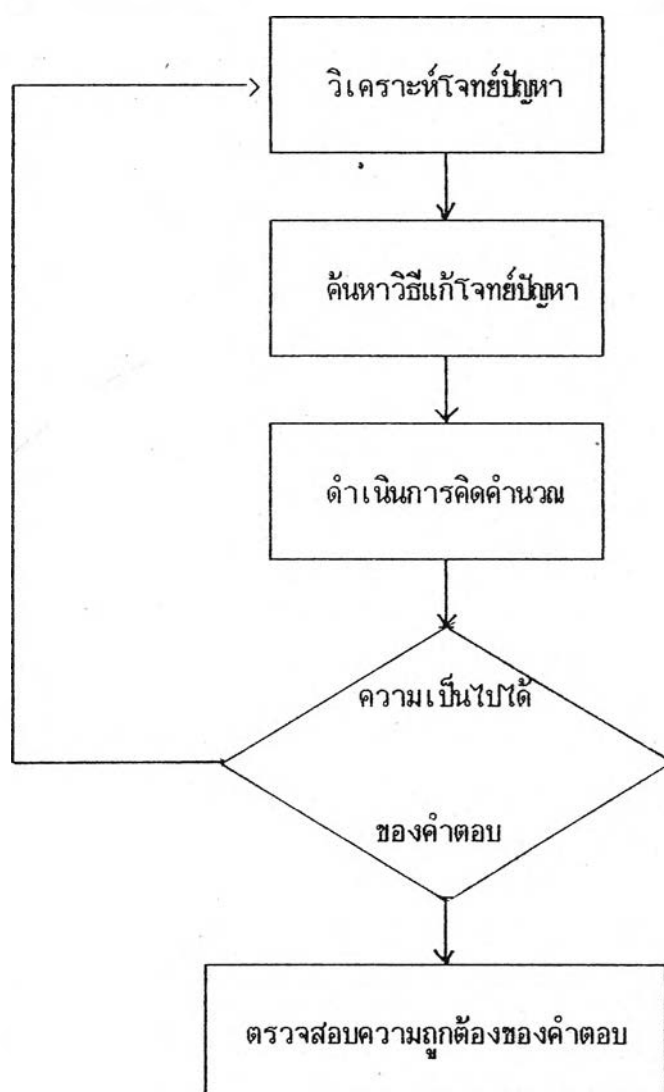 วิเคราะห์โจทย์ปัญหา
ค้นหาวิธีแก้โจทย์ปัญหา
ดำเนินการคิดคำนวณ
ความเป็นไปได้
ของคำตอบ
ตรวจสอบความถูกต้องของคำตอบ